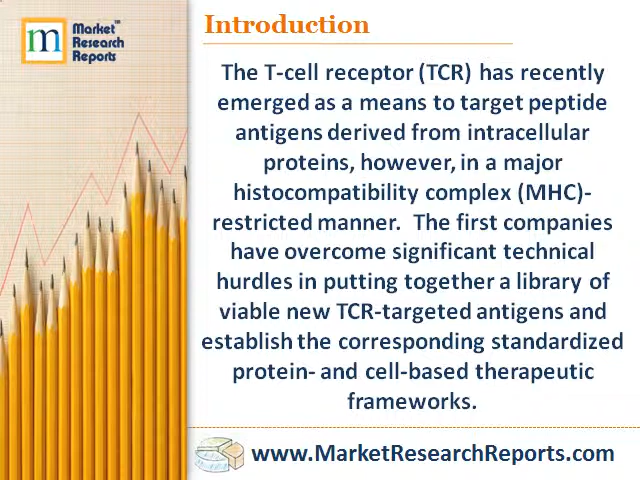 m
Market™
Research
Reports
Introduction
The T-cell receptor (TCR) has recently
emerged as a means to target peptide
antigens derived from intracellular
proteins, however, in a major
histocompatibility complex (MHC)-
restricted manner.  The first companies
have overcome significant technical
hurdles in putting together a library of
viable new TCR-targeted antigens and
establish the corresponding standardized
protein- and cell-based therapeutic
frameworks.
www.MarketResearchReports.com